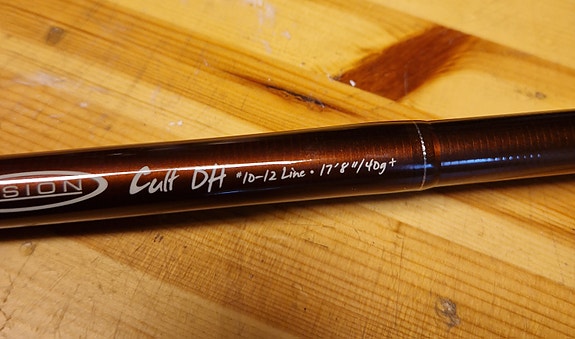 SION Cult DH #10-12 Line • 17'8"/40g+